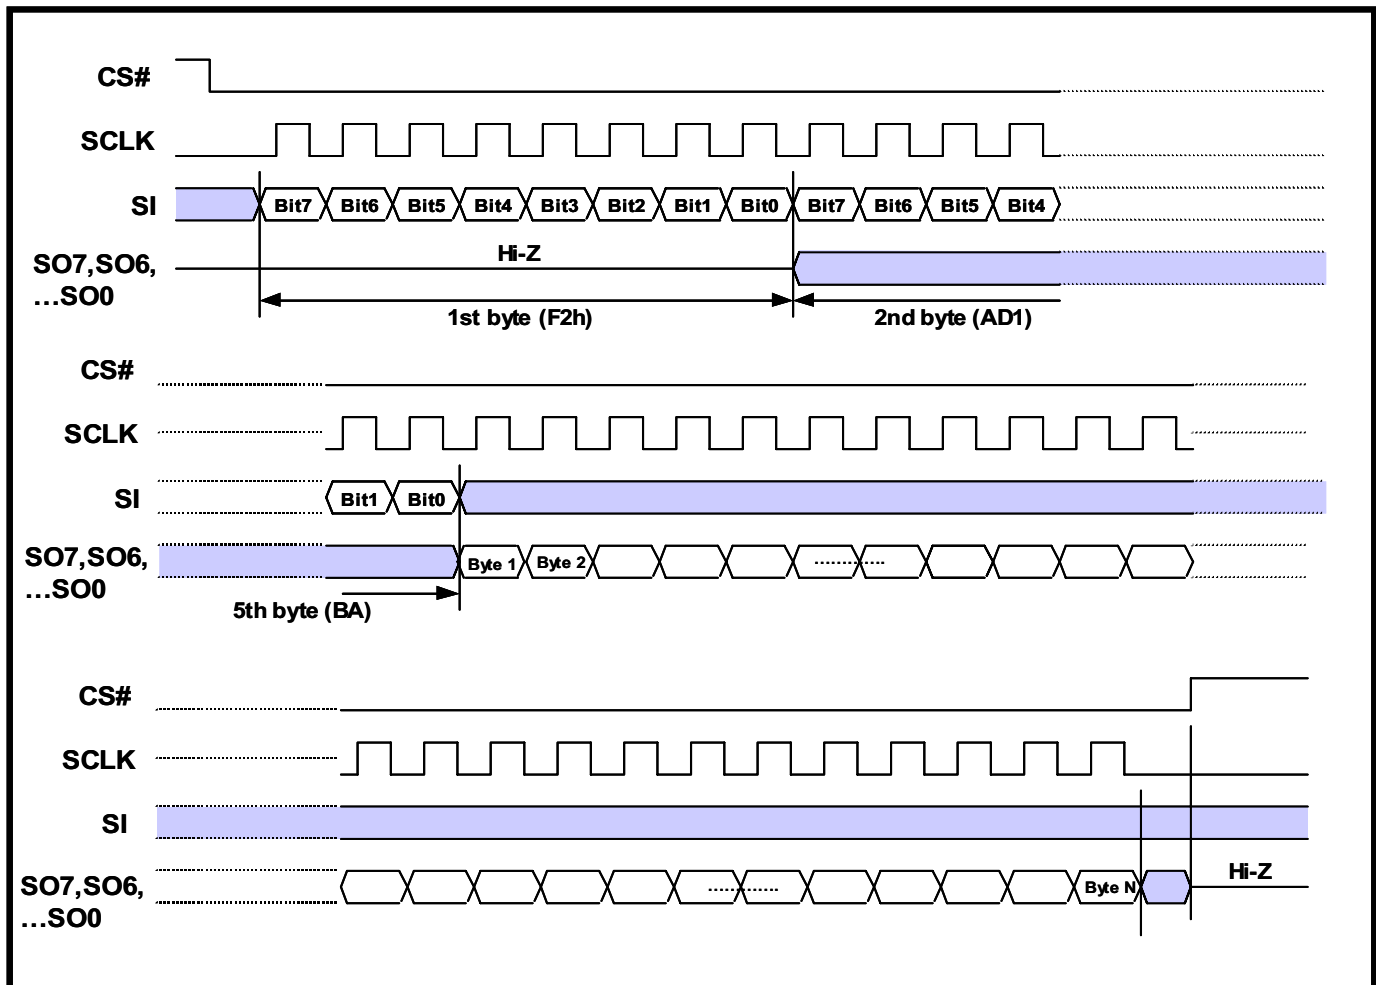 CS#
SCLK
SI
Bit7 Bit6 Bit5 Bit4 Bit3 Bit2 Bit1 Bit0 Bit7 Bit6 Bit5 Bit4
Hi-Z
SO7,SO6,
...SO0
1st byte (F2h)
2nd byte (AD1)
CS#
SCLK
SI
Bit1 Bit0
SO7,SO6,
...SO0
Byte 1 Byte 2
5th byte (BA)
CS#
SCLK
SI
SO7,SO6,
...SO0
Byte N
Hi-Z